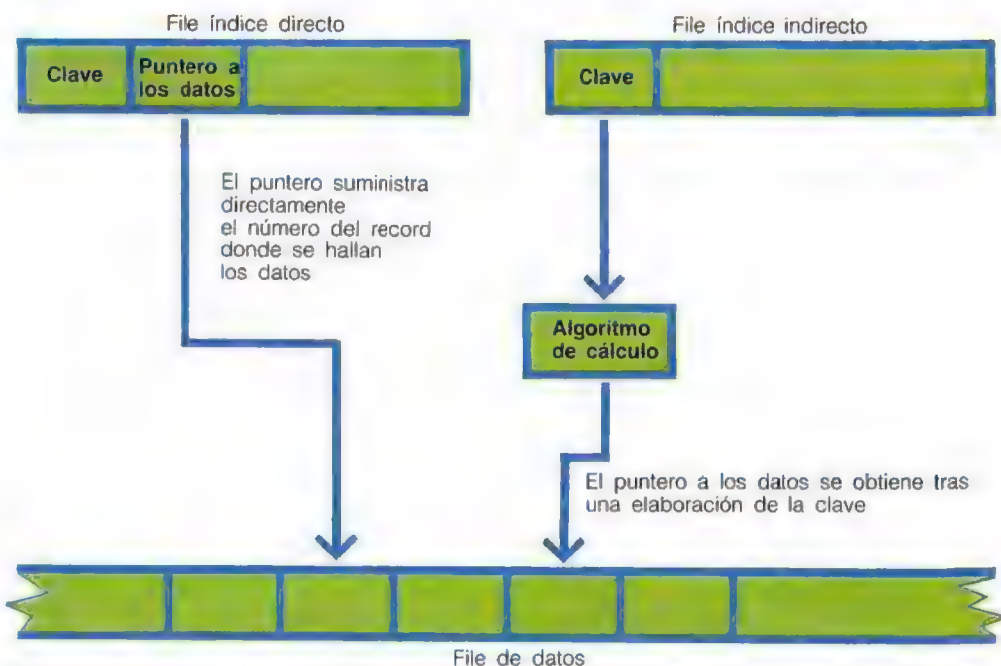 File índice directo
Clave
Puntero a
los datos
El puntero suministra
directamente
el número del record
donde se hallan
los datos
File índice indirecto
Clave
Algoritmo
de cálculo
El puntero a los datos se obtiene tras
una elaboración de la clave
File de datos